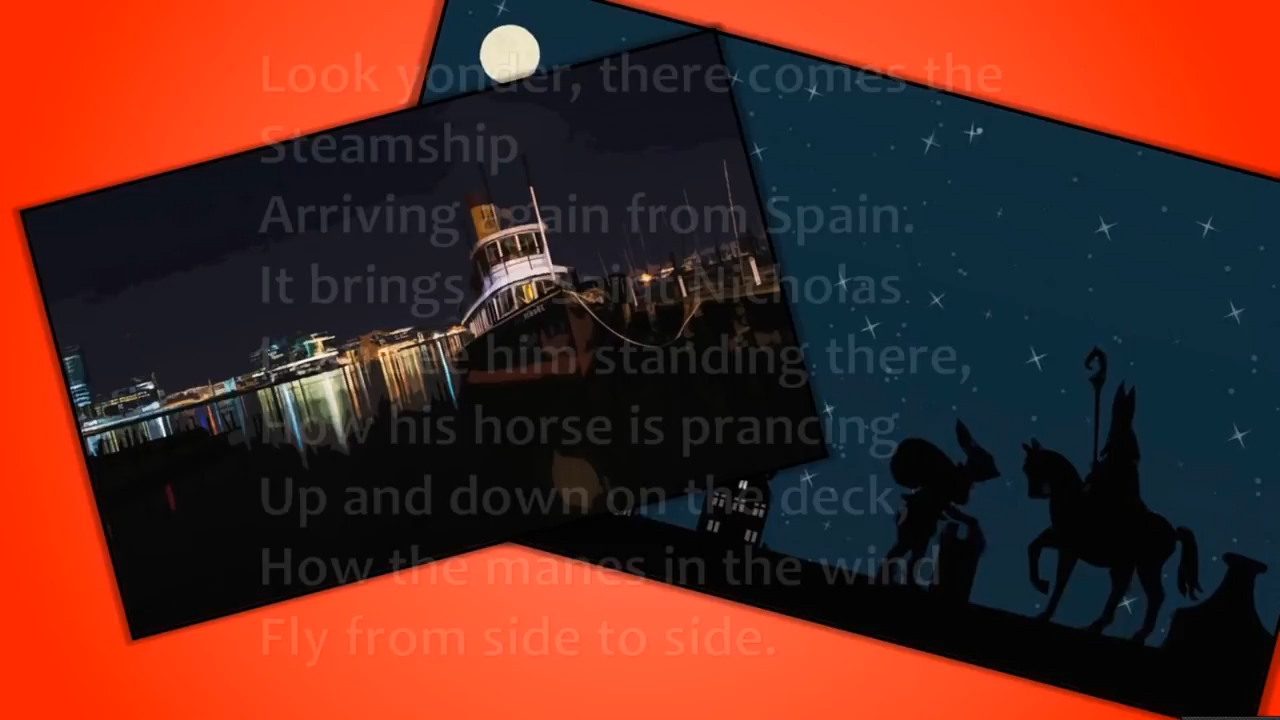 Look yonder, there comes the
Steamship
Arriving again from Spain.
It brings Saint Nicholas
see him standing there,
How his horse is prancing
Up and down on the deck,
How the manes in the wind
Fly from side to side.